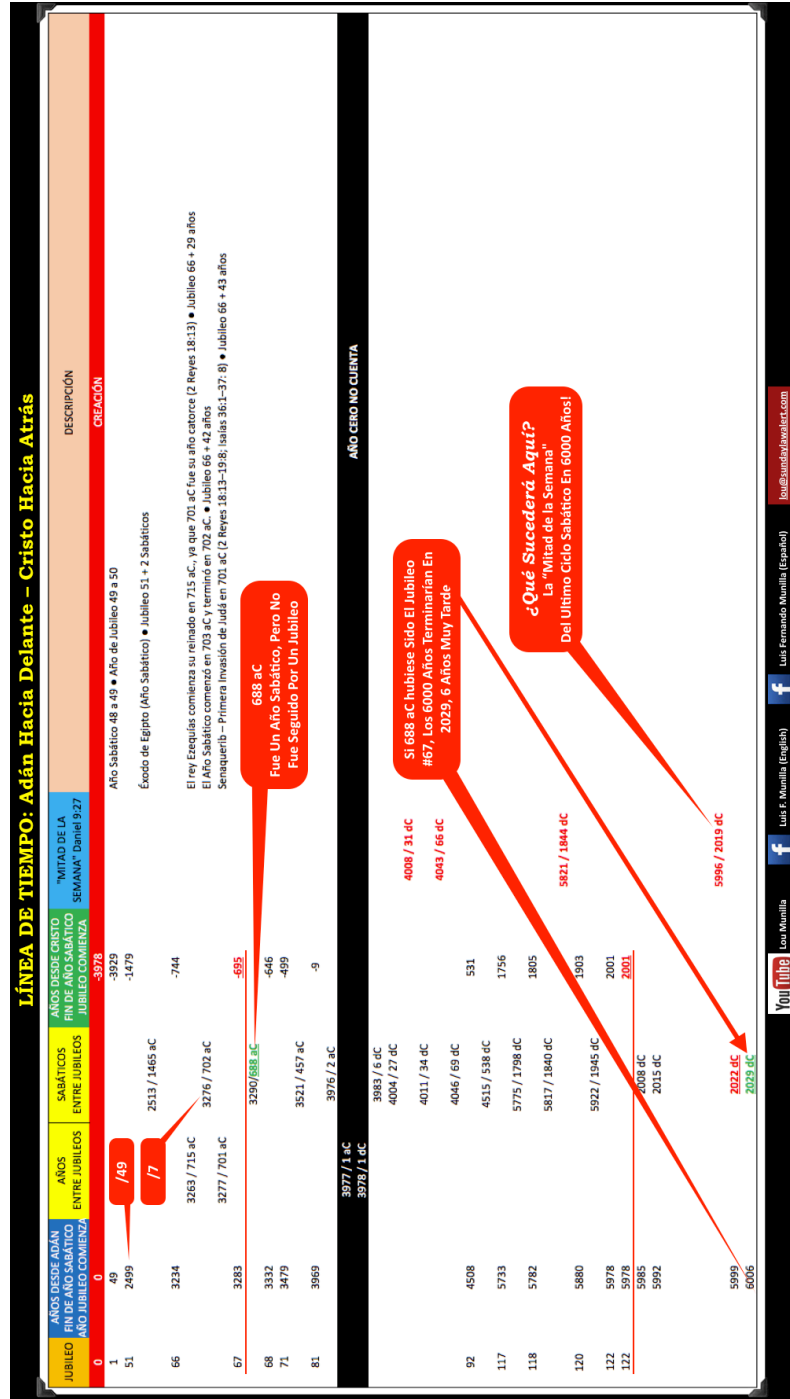 LÍNEA DE TIEMPO: Adán Hacia Delante – Cristo Hacia Atrás
JUBILEO
AÑOS DESDE ADÁN
FIN DE AÑO SABÁTICO
AÑO JUBILEO COMIENZA
AÑOS
ENTRE JUBILEOS
SABÁTICOS
ENTRE JUBILEOS
AÑOS DESDE CRISTO
FIN DE AÑO SABÁTICO
JUBILEO COMIENZA
"MITAD DE LA
SEMANA" Daniel 9:27
DESCRIPCIÓN
0 0 -3978 CREACIÓN
1 49 -3929 Año Sabático 48 a 49 ● Año de Jubileo 49 a 50
51 2499 -1479
/49
2513 / 1465 aC Éxodo de Egipto (Año Sabático) ● Jubileo 51 + 2 Sabáticos
/7
66 3234 -744
3263 / 715 aC El rey Ezequías comienza su reinado en 715 aC., ya que 701 aC fue su año catorce (2 Reyes 18:13) ● Jubileo 66 + 29 años
3276 / 702 aC El Año Sabático comenzó en 703 aC y terminó en 702 aC. ● Jubileo 66 + 42 años
3277 / 701 aC Senaquerib – Primera Invasión de Judá en 701 aC (2 Reyes 18:13–19:8; Isaías 36:1–37: 8) ● Jubileo 66 + 43 años
67 3283 -695
3290/688 aC
688 aC
Fue Un Año Sabático, Pero No
Fue Seguido Por Un Jubileo
68 3332 -646
71 3479 -499
3521 / 457 aC
81 3969 -9
3976 / 2 aC
3977 / 1 aC
AÑO CERO NO CUENTA
3978 / 1 dC
3983 / 6 dC
4004 / 27 dC
4008 / 31 dC
4011 / 34 dC
4043 / 66 dC
4046 / 69 dC
Si 688 aC hubiese Sido El Jubileo
#67, Los 6000 Años Terminarían En
2029, 6 Años Muy Tarde
92 4508 531
4515 / 538 dC
117 5733 1756
5775 / 1798 dC
118 5782 1805
5817 / 1840 dC
5821 / 1844 dC
120 5880 1903
5922 / 1945 dC
122 5978 2001
122 5978 2001
¿Qué Sucederá Aquí?
La "Mitad de la Semana"
Del Ultimo Ciclo Sabático En 6000 Años!
5985 2008 dC
5992 2015 dC
5996 / 2019 dC
5999 2022 dC
6006 2029 dC
YouTube Lou Munilla
f Luis F. Munilla (English)
f Luis Fernando Munilla (Español)
lou@sundaylawalert.com